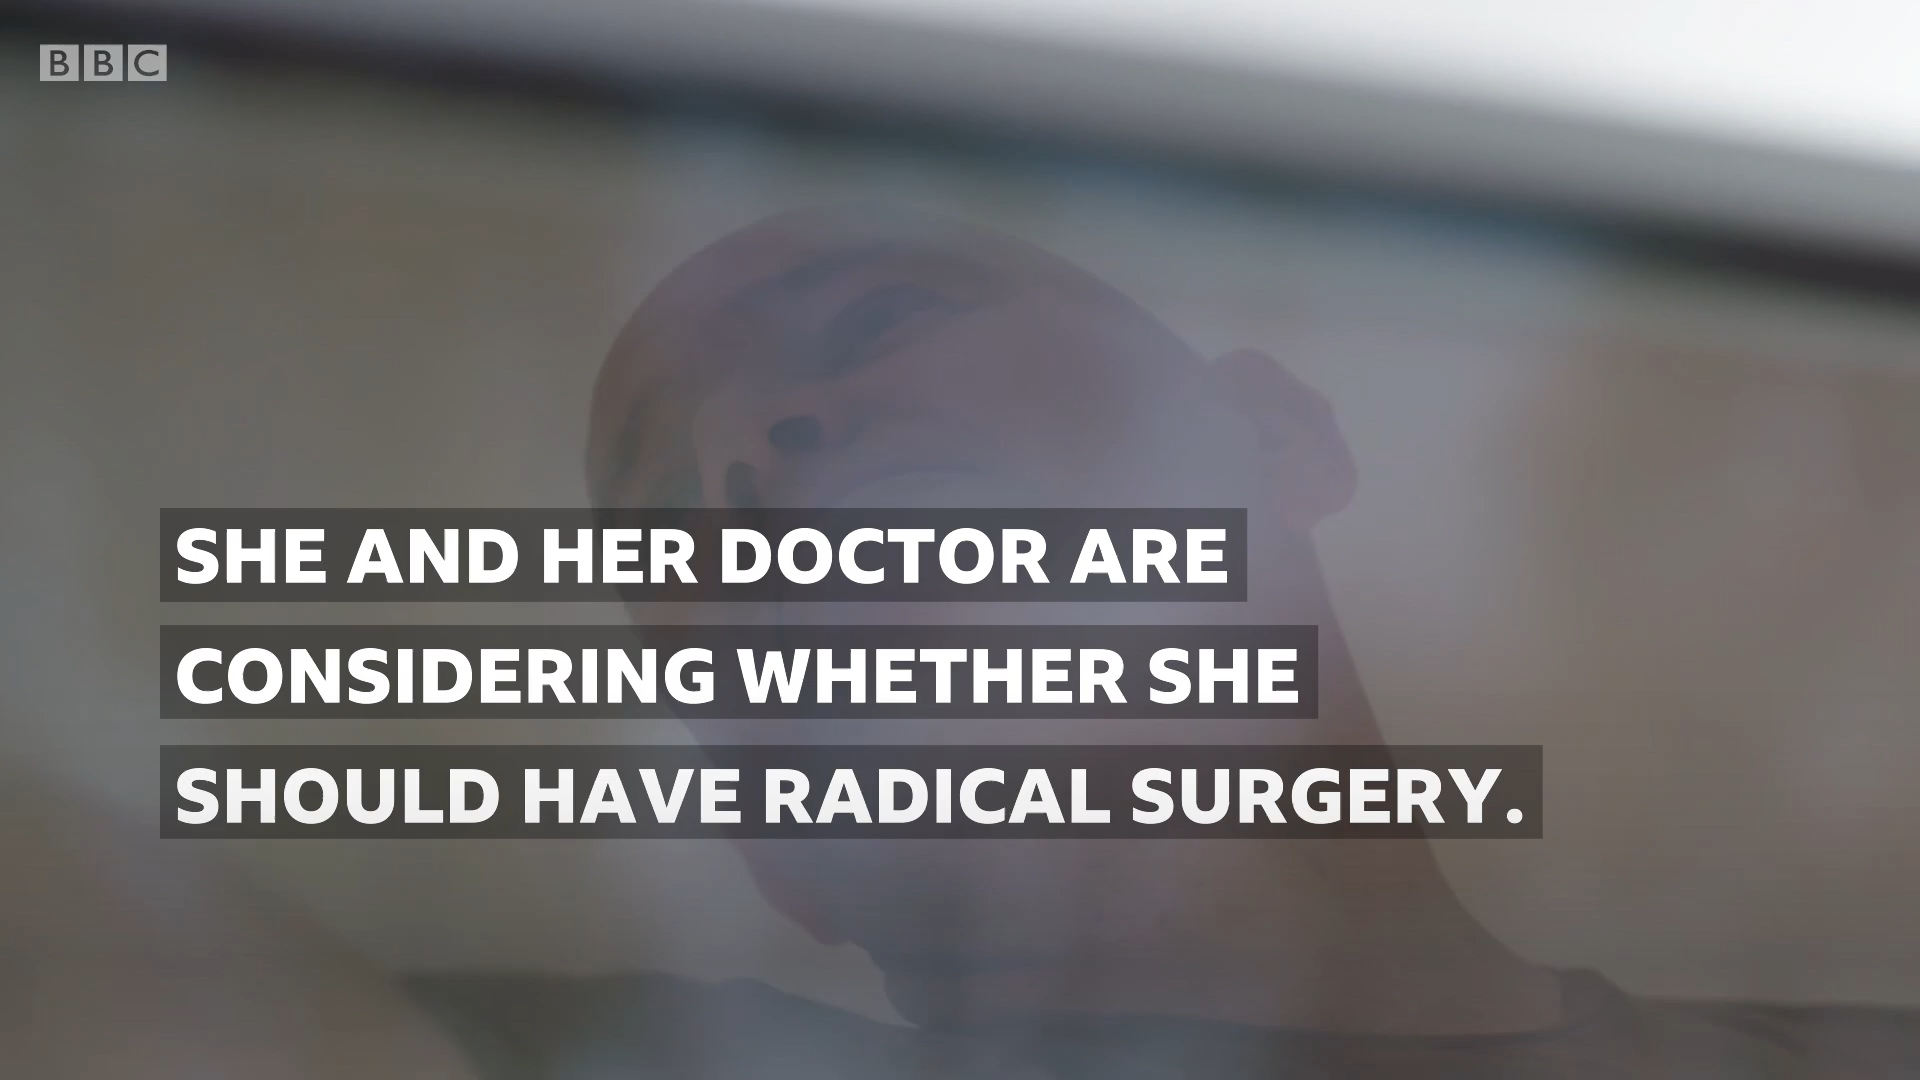 BBC
SHE AND HER DOCTOR ARE
CONSIDERING WHETHER SHE
SHOULD HAVE RADICAL SURGERY.